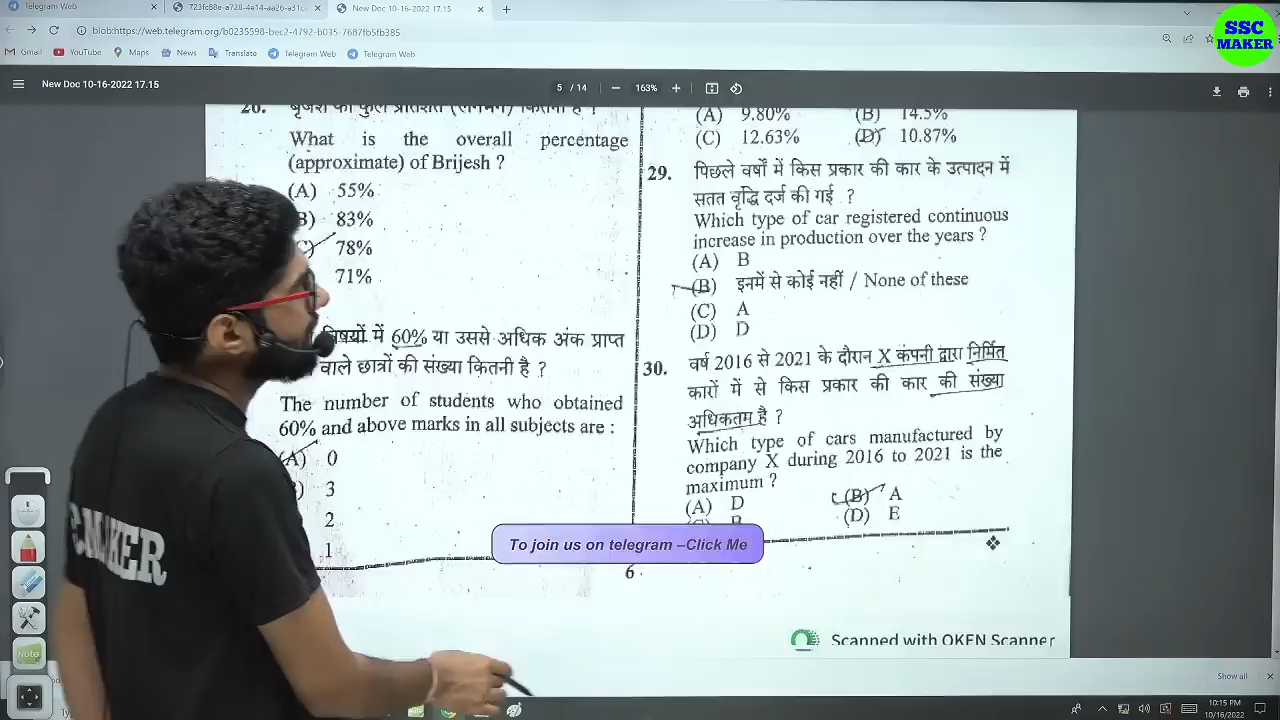 Telegram Web
723fc88e-a728-4e14-aa26-a31c
New Doc 10-16-2022 17.15
blob:https://web.telegram.org/b0235598-bec2-4792-b035-7687fb5fb385
Gmail
YouTube
Maps
News
Translate
Telegram Web
Telegram Web
SSC
MAKER
New Doc 10-16-2022 17.15
5 / 14
163%
What is the overall percentage
(approximate) of Brijesh ?
(A) 55%
B) 83%
78%
71%
विषयों में 60% या उससे अधिक अंक प्राप्त
वाले छात्रों की संख्या कितनी है ?
The number of students who obtained
60% and above marks in all subjects are :
(A) 0
3
2
1
(A) 9.80% (B) 14.5%
(C) 12.63% (D) 10.87%
29. पिछले वर्षों में किस प्रकार की कार के उत्पादन में
सतत वृद्धि दर्ज की गई ?
Which type of car registered continuous
increase in production over the years ?
(A) B
(B) इनमें से कोई नहीं / None of these
(C) A
(D) D
30. वर्ष 2016 से 2021 के दौरान X कंपनी द्वारा निर्मित
कारों में से किस प्रकार की कार की संख्या
अधिकतम है ?
Which type of cars manufactured by
company X during 2016 to 2021 is the
maximum ?
(A) D (B) A
(D) E
To join us on telegram –Click Me
6
Scanned with OKEN Scanner
Show all
Note
10:15 PM
10/16/2022